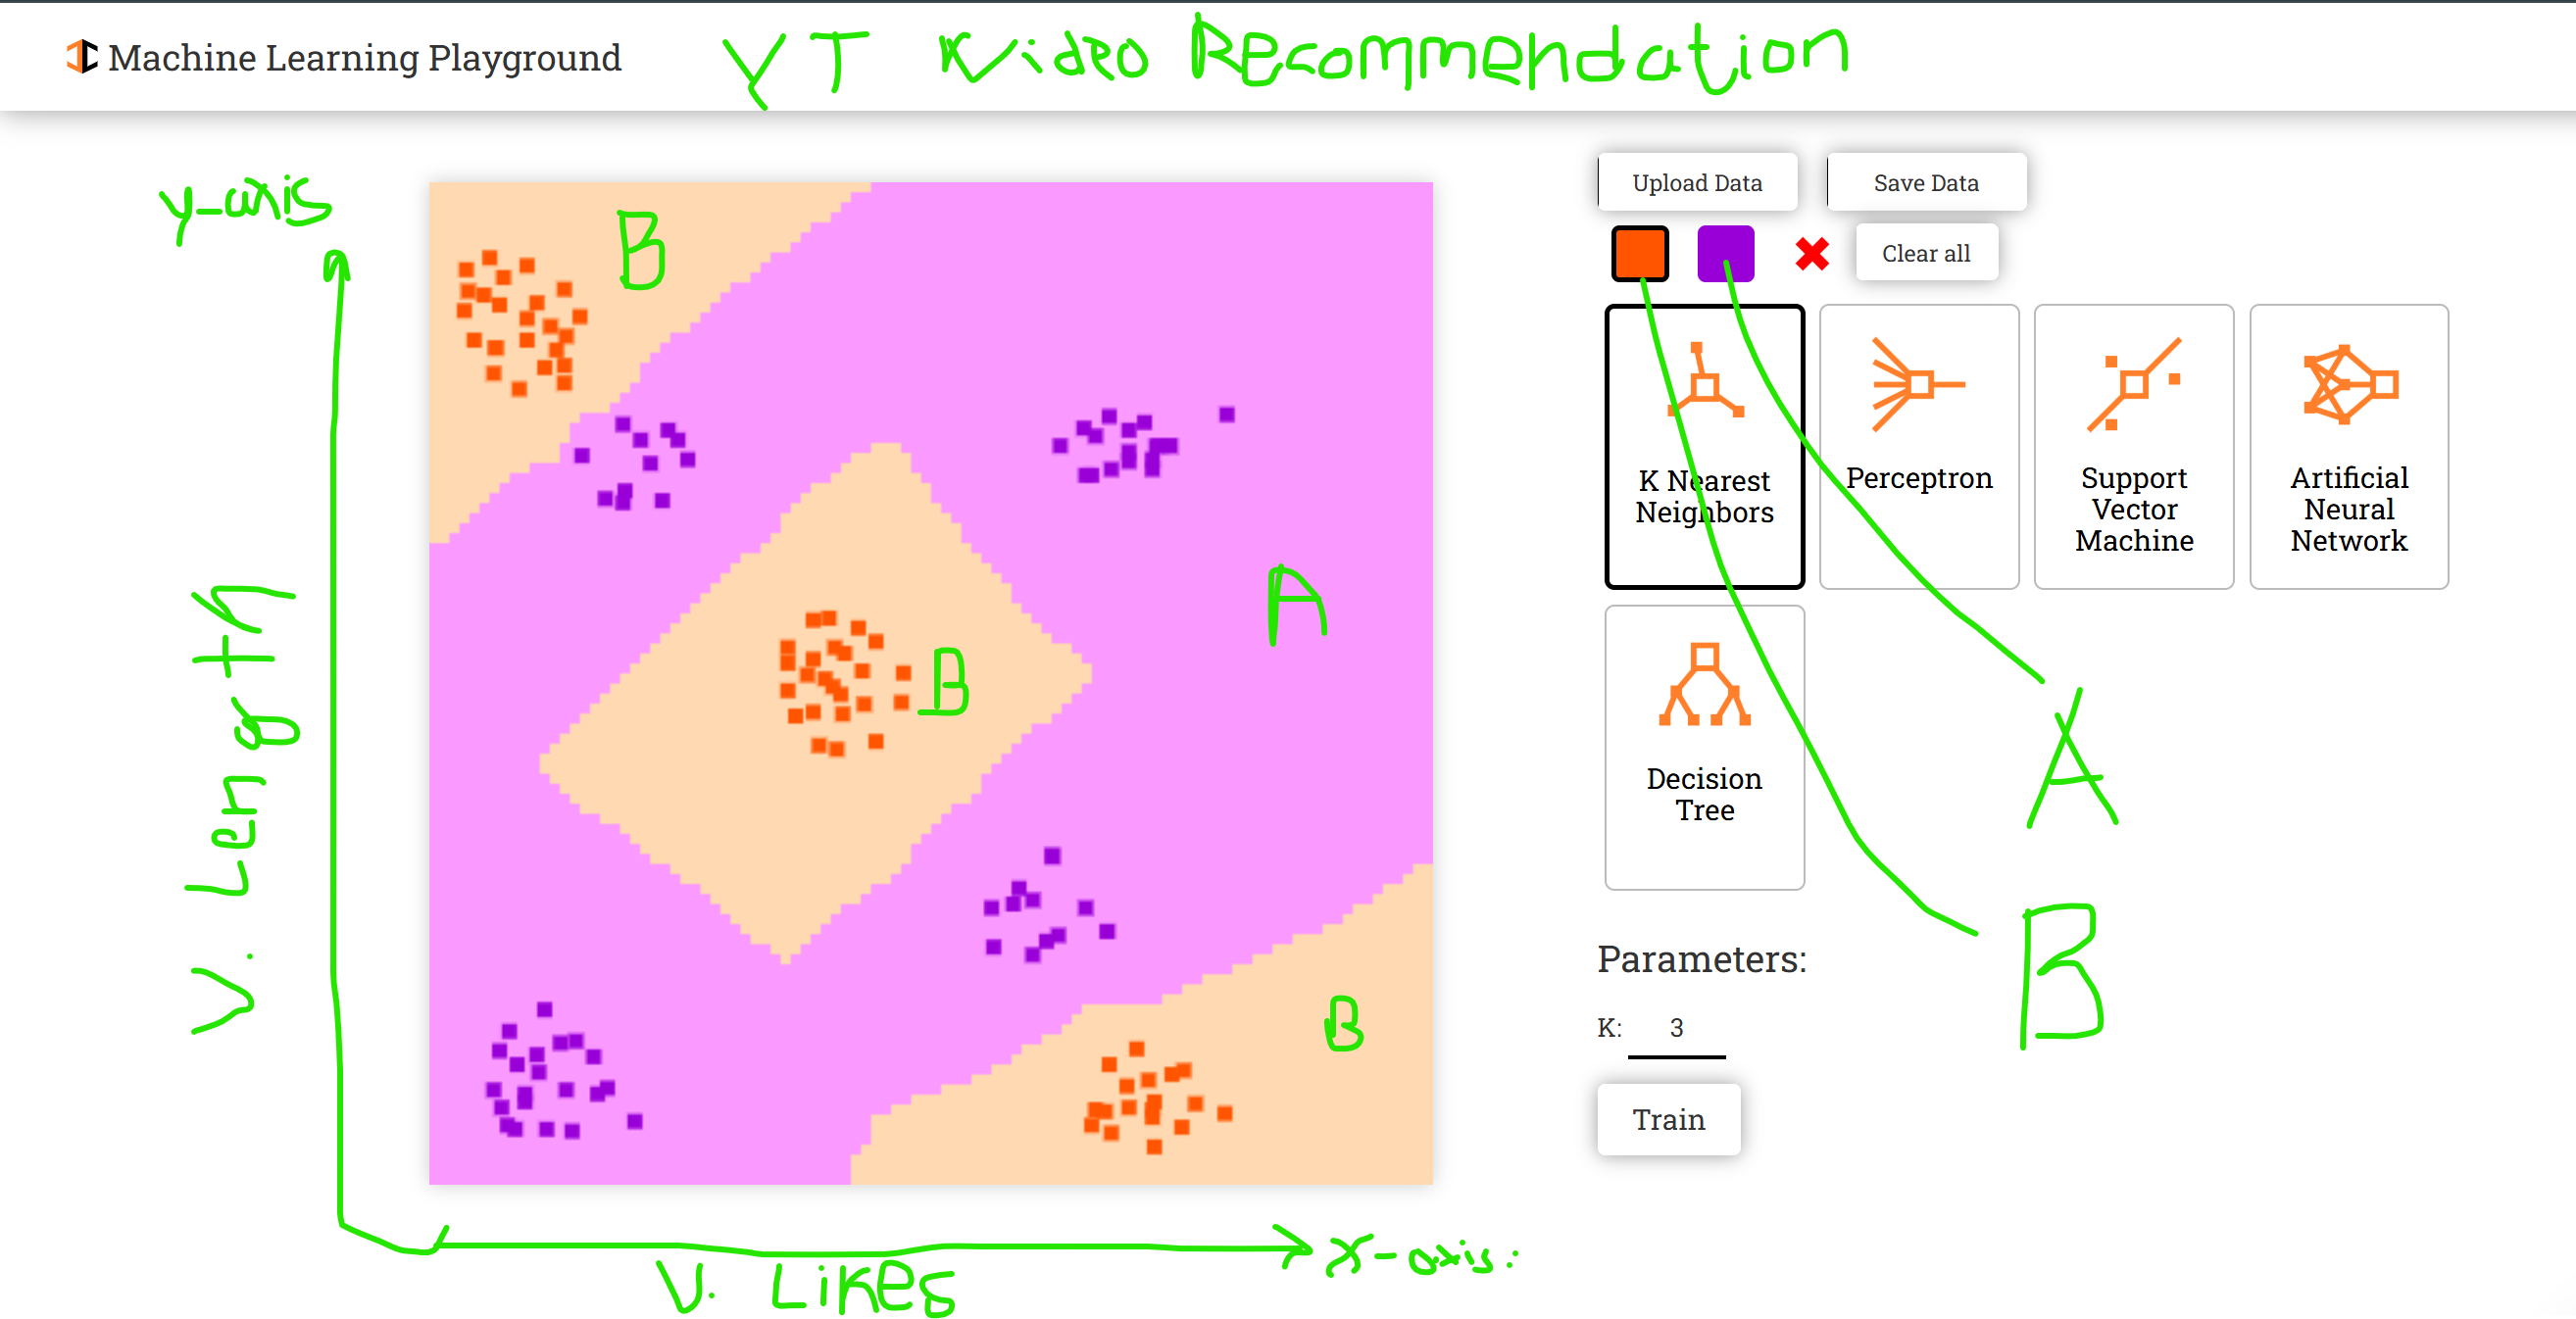 Machine Learning Playground
YT Video Recommendation
Upload Data
Save Data
Clear all
y-axis
B
K Nearest
Neighbors
Perceptron
Support
Vector
Machine
Artificial
Neural
Network
A
B
V. Length
Decision
Tree
A
B
Parameters:
B
K: 3
Train
x-axis:
V. Likes